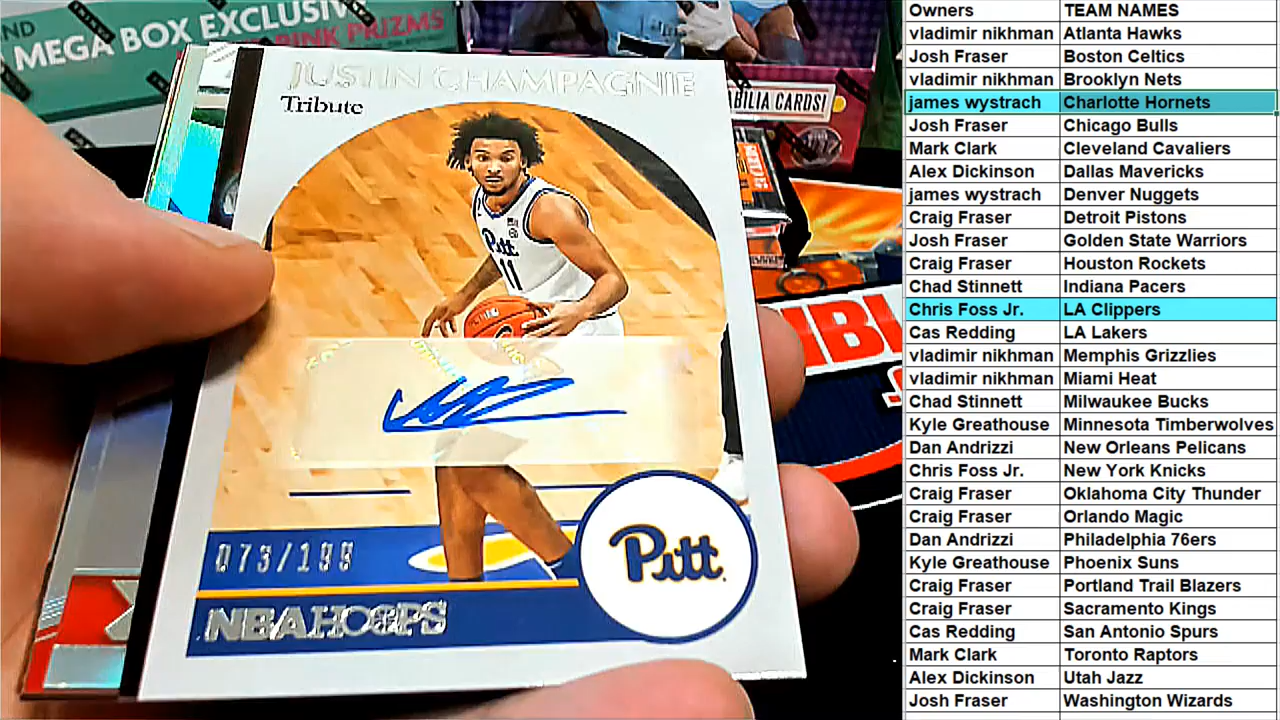 MEGA BOX EXCLUSIV
PINK PRIZMS
ABILIA CARDS!
JUSTIN CHAMPAGNIE
Tribute
Pitt
11
073/199
Pitt
NBA HOOPS
Owners TEAM NAMES
vladimir nikhman Atlanta Hawks
Josh Fraser Boston Celtics
vladimir nikhman Brooklyn Nets
james wystrach Charlotte Hornets
Josh Fraser Chicago Bulls
Mark Clark Cleveland Cavaliers
Alex Dickinson Dallas Mavericks
james wystrach Denver Nuggets
Craig Fraser Detroit Pistons
Josh Fraser Golden State Warriors
Craig Fraser Houston Rockets
Chad Stinnett Indiana Pacers
Chris Foss Jr. LA Clippers
Cas Redding LA Lakers
vladimir nikhman Memphis Grizzlies
vladimir nikhman Miami Heat
Chad Stinnett Milwaukee Bucks
Kyle Greathouse Minnesota Timberwolves
Dan Andrizzi New Orleans Pelicans
Chris Foss Jr. New York Knicks
Craig Fraser Oklahoma City Thunder
Craig Fraser Orlando Magic
Dan Andrizzi Philadelphia 76ers
Kyle Greathouse Phoenix Suns
Craig Fraser Portland Trail Blazers
Craig Fraser Sacramento Kings
Cas Redding San Antonio Spurs
Mark Clark Toronto Raptors
Alex Dickinson Utah Jazz
Josh Fraser Washington Wizards